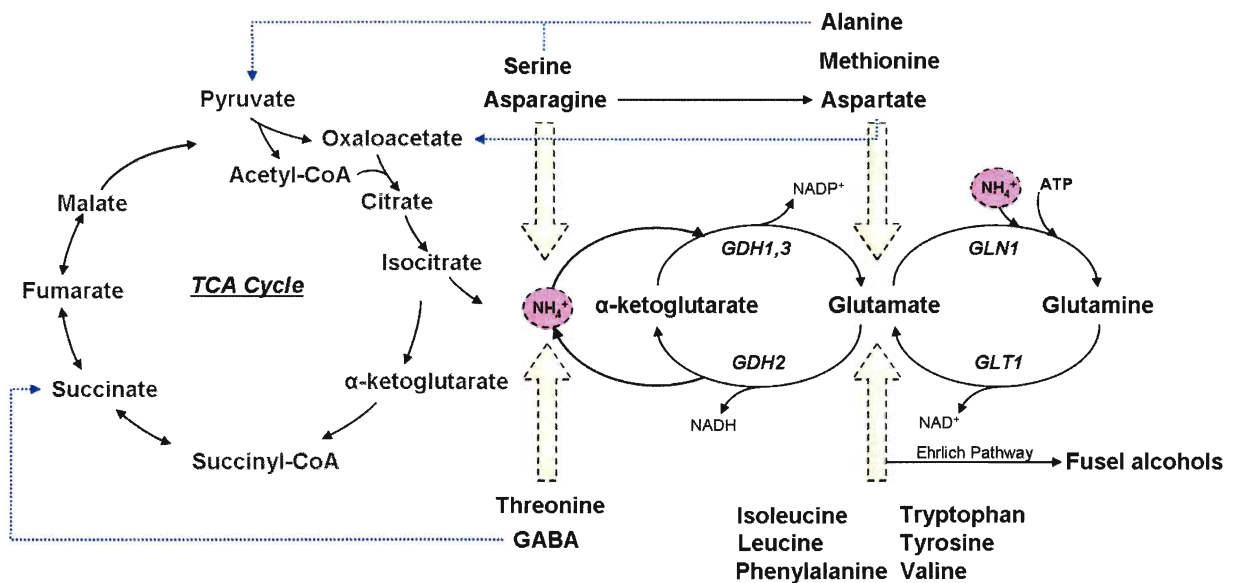 Alanine
Serine
Methionine
Pyruvate
Asparagine
Aspartate
Oxaloacetate
Acetyl-CoA
Citrate
Malate
Isocitrate
TCA Cycle
Fumarate
Succinate
α-ketoglutarate
Succinyl-CoA
NADP⁺
NH₄⁺
ATP
GDH1,3
GLN1
NH₄⁺
α-ketoglutarate
Glutamate
Glutamine
GDH2
GLT1
NADH
NAD⁺
Ehrlich Pathway
Fusel alcohols
Threonine
GABA
Isoleucine
Leucine
Phenylalanine
Tryptophan
Tyrosine
Valine